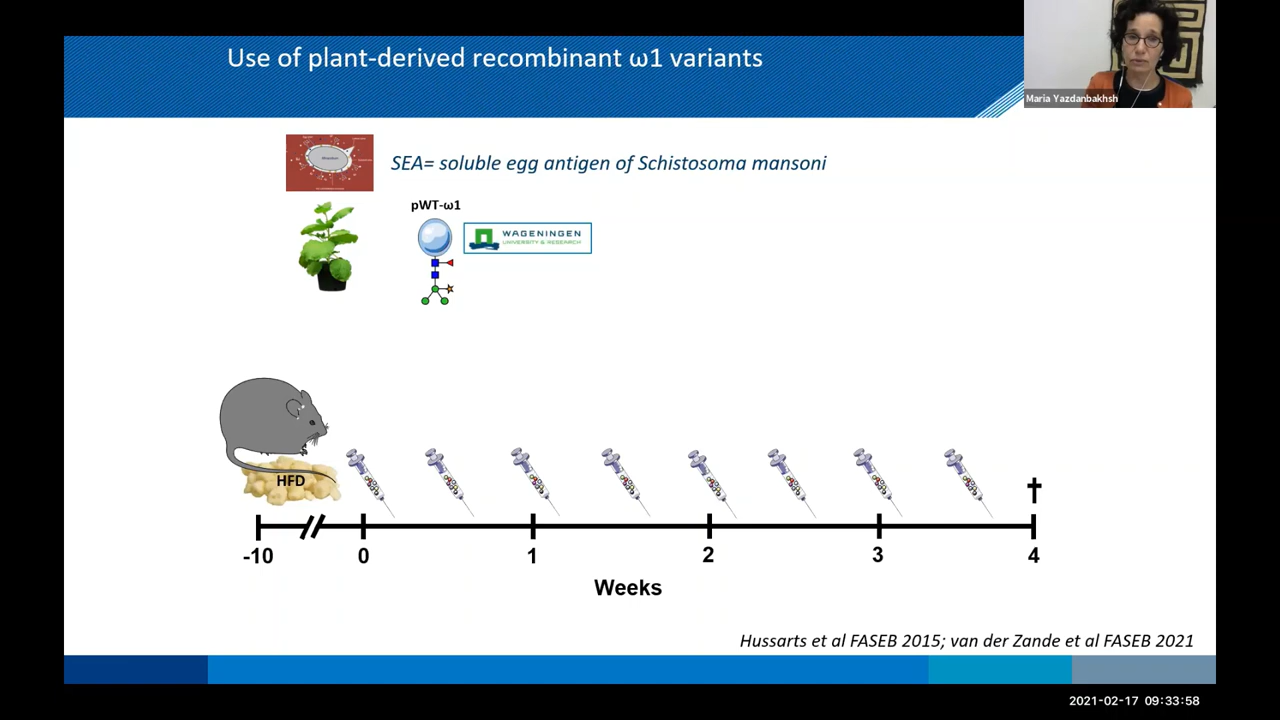 Use of plant-derived recombinant ω1 variants
Maria Yazdanbakhsh
SEA= soluble egg antigen of Schistosoma mansoni
pWT-ω1
WAGENINGEN
UNIVERSITY & RESEARCH
HFD
-10 0 1 2 3 4
Weeks
Hussarts et al FASEB 2015; van der Zande et al FASEB 2021
2021-02-17 09:33:58